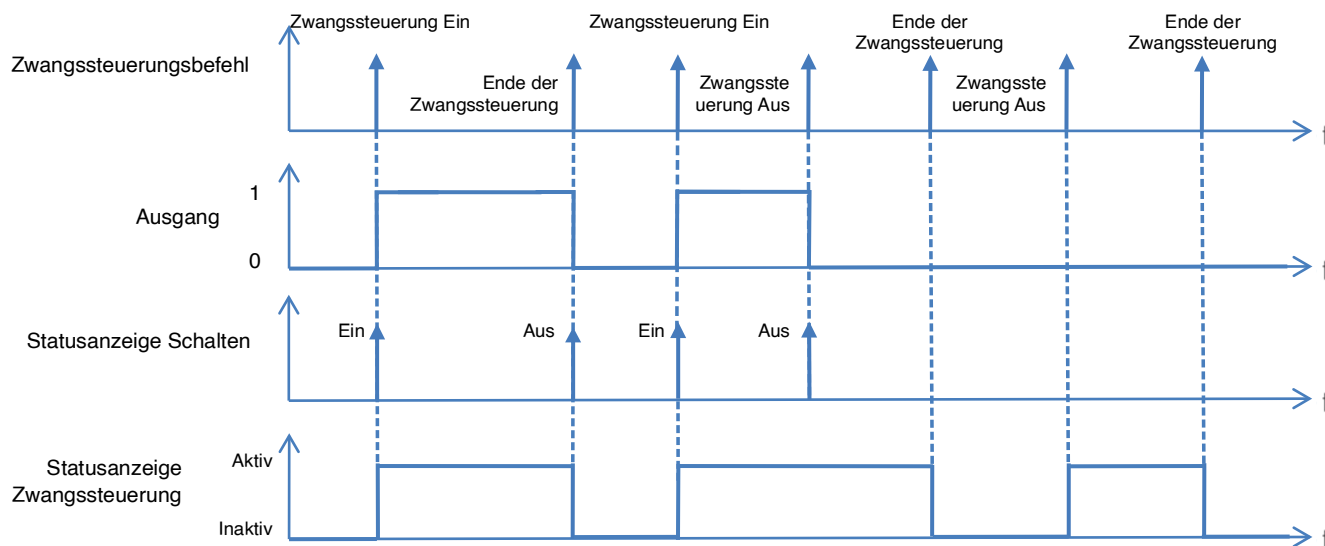 Zwangssteuerung Ein
Zwangssteuerung Ein
Ende der
Zwangssteuerung
Ende der
Zwangssteuerung
Zwangssteuerungsbefehl
Ende der
Zwangssteuerung
Zwangsste
uerung Aus
Zwangsste
uerung Aus
t
Ausgang
1
0
t
Statusanzeige Schalten
Ein
Aus
Ein
Aus
t
Statusanzeige
Zwangssteuerung
Aktiv
Inaktiv
t